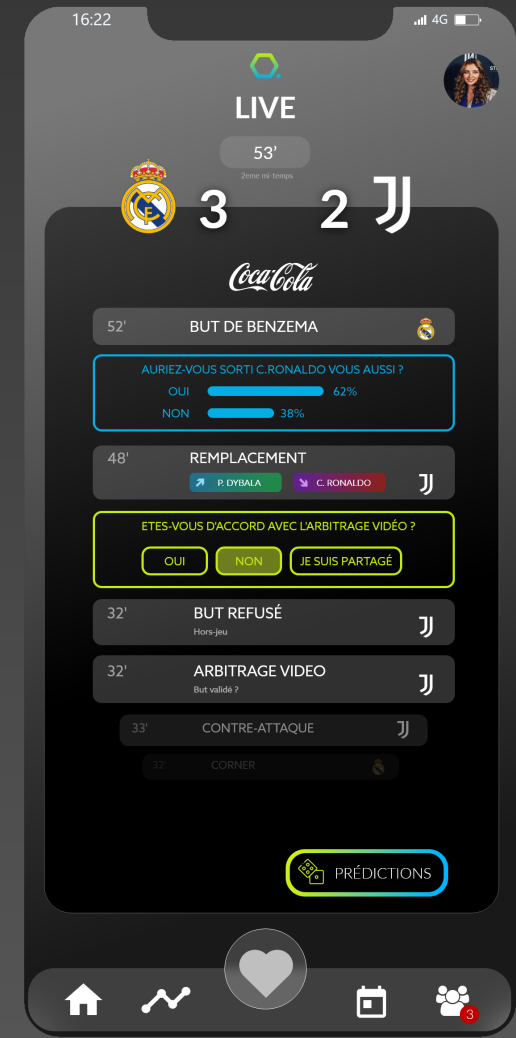 16:22
4G
LIVE
53'
2eme mi-temps
3 2
Coca-Cola
52' BUT DE BENZEMA
AURIEZ-VOUS SORTI C.RONALDO VOUS AUSSI ?
OUI 62%
NON 38%
48' REMPLACEMENT
P. DYBALA C. RONALDO
ETES-VOUS D'ACCORD AVEC L'ARBITRAGE VIDÉO ?
OUI NON JE SUIS PARTAGÉ
32' BUT REFUSÉ
Hors-jeu
32' ARBITRAGE VIDEO
But validé ?
33' CONTRE-ATTAQUE
32' CORNER
PRÉDICTIONS
3